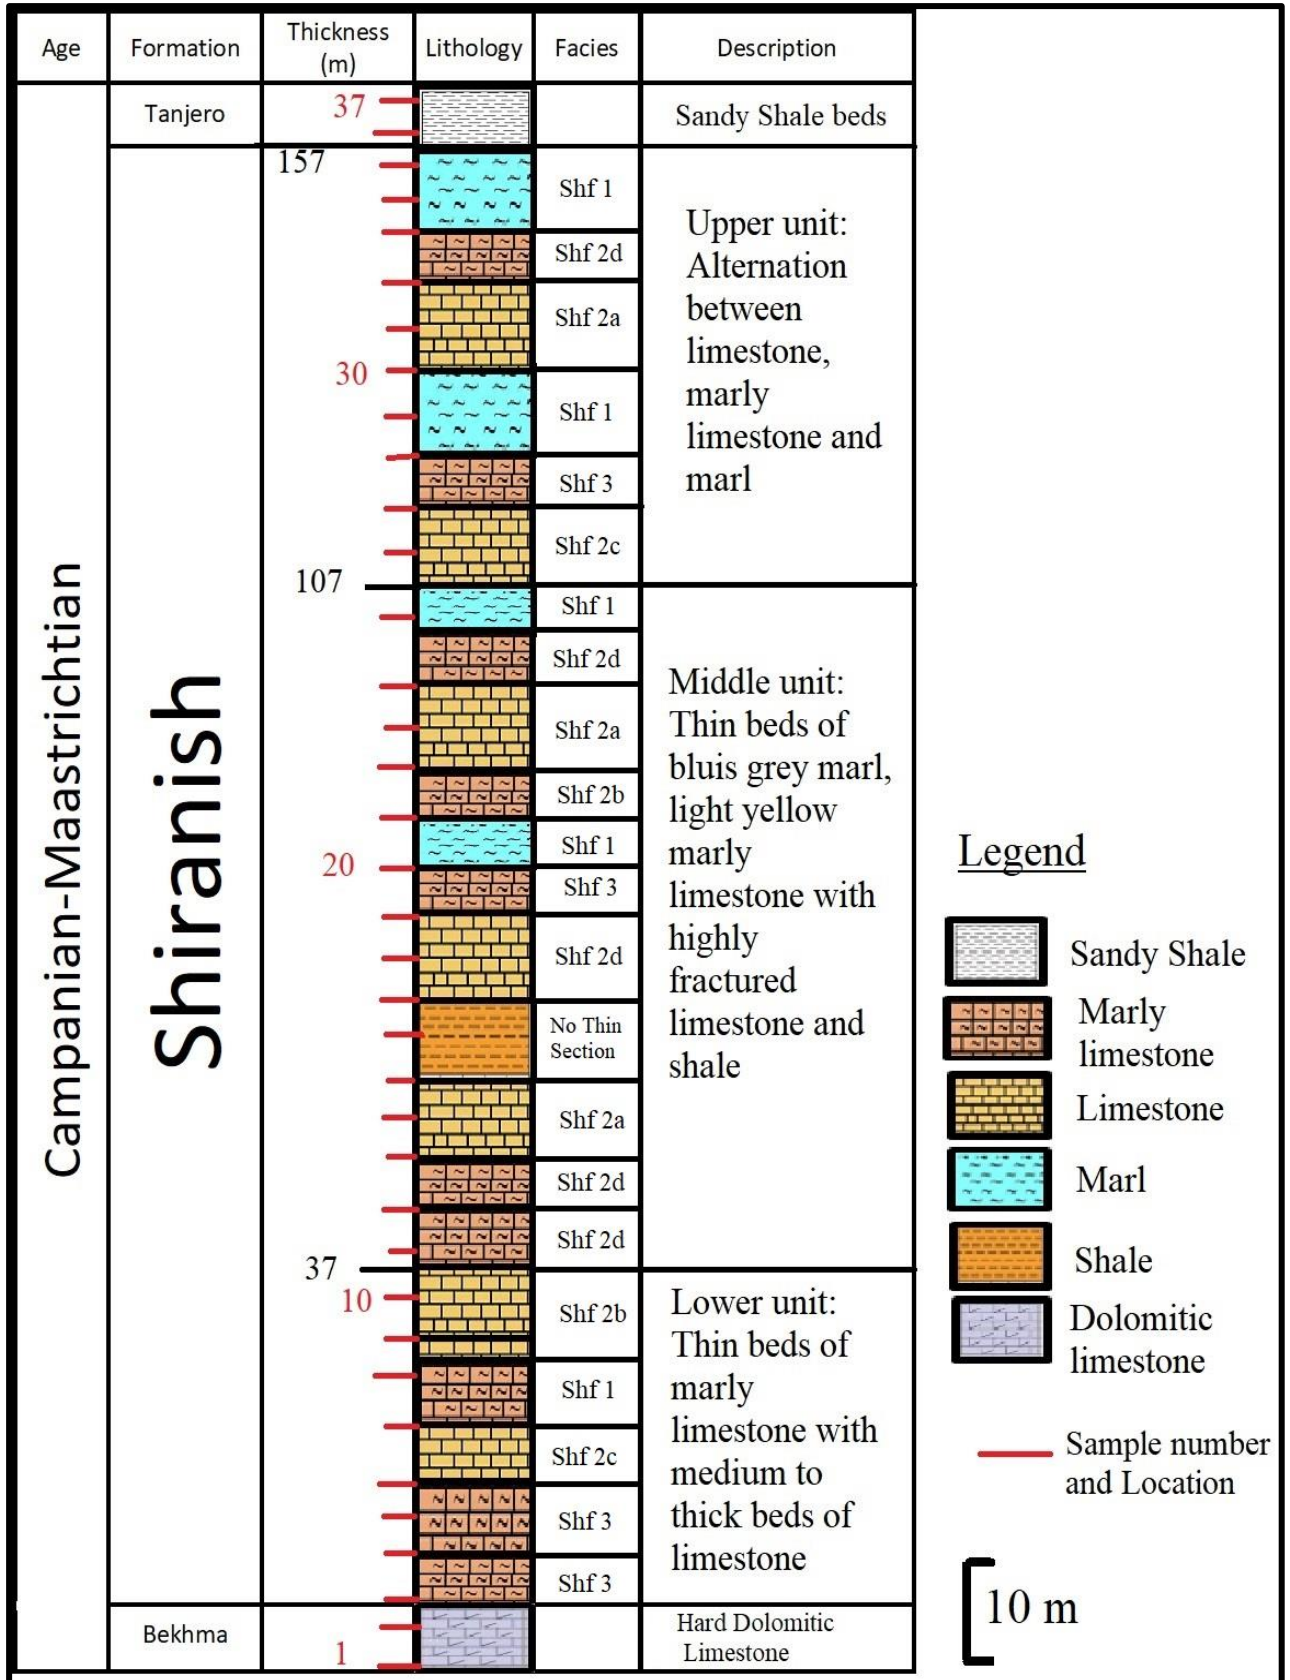 Age
Formation
Thickness
(m)
Lithology
Facies
Description
Campanian-Maastrichtian
Tanjero
37
Sandy Shale beds
Shiranish
157
Shf 1
Shf 2d
Shf 2a
30
Shf 1
Shf 3
Shf 2c
Upper unit:
Alternation
between
limestone,
marly
limestone and
marl
107
Shf 1
Shf 2d
Shf 2a
Shf 2b
Shf 1
20
Shf 3
Shf 2d
No Thin
Section
Shf 2a
Shf 2d
Shf 2d
Middle unit:
Thin beds of
bluis grey marl,
light yellow
marly
limestone with
highly
fractured
limestone and
shale
37
10
Shf 2b
Shf 1
Shf 2c
Shf 3
Shf 3
Lower unit:
Thin beds of
marly
limestone with
medium to
thick beds of
limestone
Bekhma
1
Hard Dolomitic
Limestone
Legend
Sandy Shale
Marly
limestone
Limestone
Marl
Shale
Dolomitic
limestone
Sample number
and Location
10 m